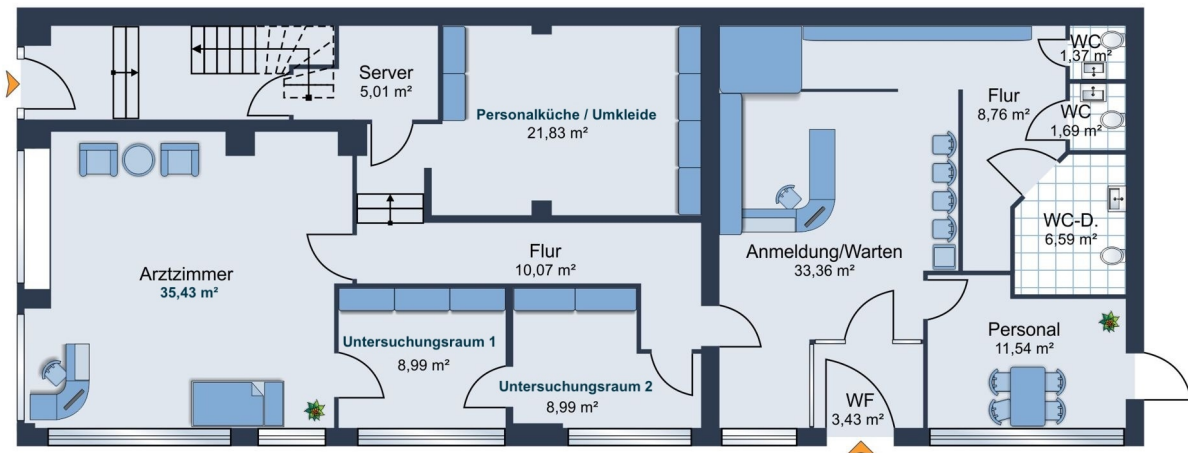 Server
5,01 m²
Personalküche / Umkleide
21,83 m²
WC
1,37 m²
Flur
8,76 m²
WC
1,69 m²
WC-D.
6,59 m²
Anmeldung/Warten
33,36 m²
Flur
10,07 m²
Arztzimmer
35,43 m²
Untersuchungsraum 1
8,99 m²
Untersuchungsraum 2
8,99 m²
Personal
11,54 m²
WF
3,43 m²